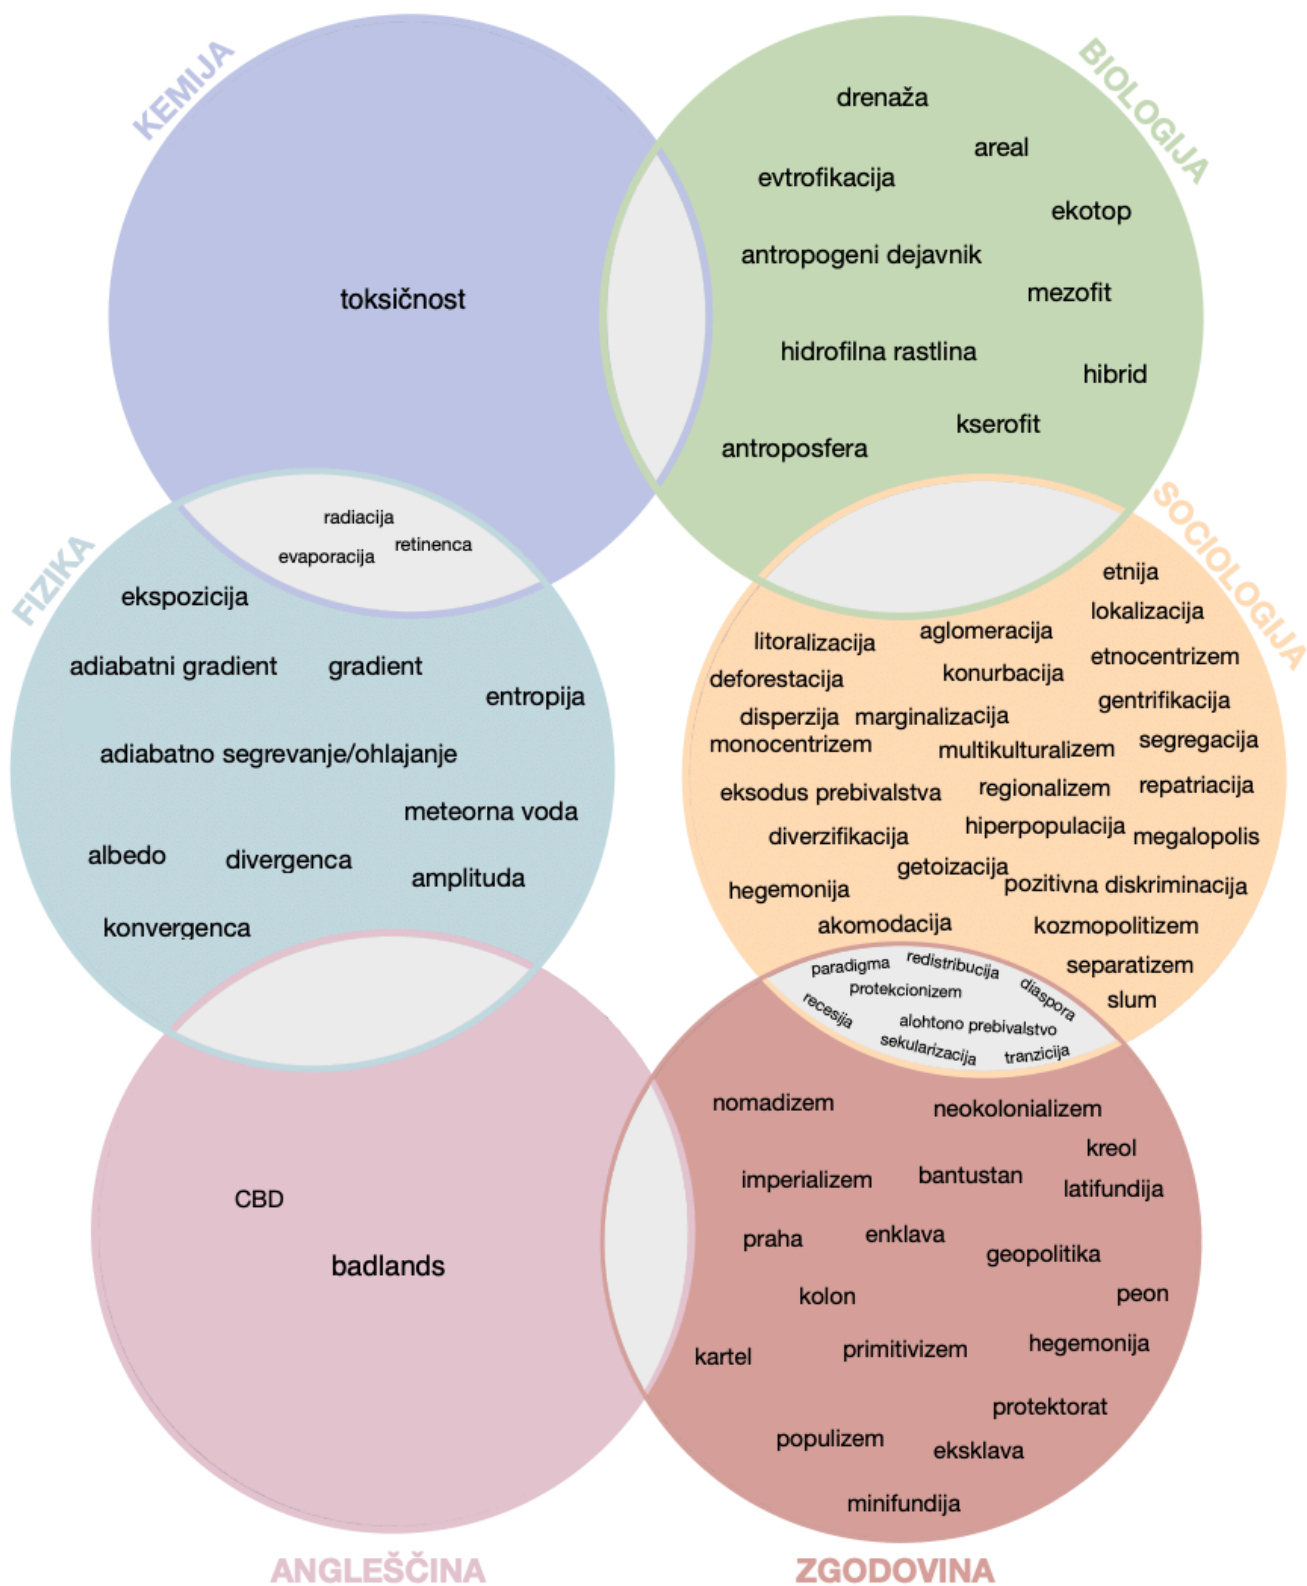 KEMIJA
toksičnost
BIOLOGIJA
drenaža
areal
evtrofikacija
ekotop
antropogeni dejavnik
mezofit
hidrofilna rastlina
hibrid
kserofit
antroposfera
FIZIKA
radiacija
retinenca
evaporacija
ekspozicija
adiabatni gradient
gradient
entropija
adiabatno segrevanje/ohlajanje
meteorna voda
albedo
divergenca
amplituda
konvergenca
SOCIOLOGIJA
etnija
lokalizacija
aglomeracija
litoralizacija
etnocentrizem
konurbacija
deforestacija
gentrifikacija
disperzija
marginalizacija
segregacija
monocentrizem
multikulturalizem
repatriacija
regionalizem
eksodus prebivalstva
hiperpopulacija
megalopolis
diverzifikacija
getoizacija
pozitivna diskriminacija
hegemonija
akomodacija
kozmopolitizem
separatizem
slum
paradigma
redistribucija
diaspora
protekcionizem
recesija
alohtono prebivalstvo
sekularizacija
tranzicija
CBD
badlands
ANGLEŠČINA
nomadizem
neokolonializem
kreol
imperializem
bantustan
latifundija
praha
enklava
geopolitika
kolon
peon
kartel
primitivizem
hegemonija
protektorat
populizem
eksklava
minifundija
ZGODOVINA